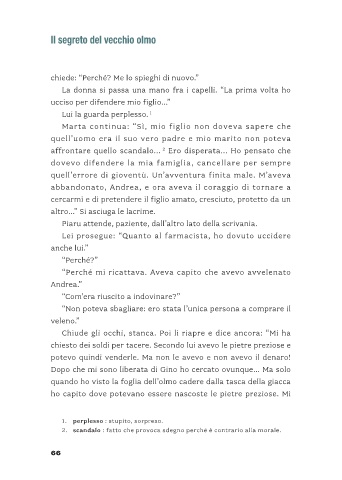 Il segreto del vecchio olmo
chiede: “Perché? Me lo spieghi di nuovo.”
La donna si passa una mano fra i capelli. “La prima volta ho
ucciso per difendere mio figlio...”
Lui la guarda perplesso.1
Marta continua: “Sì, mio figlio non doveva sapere che
quell’uomo era il suo vero padre e mio marito non poteva
affrontare quello scandalo... 2 Ero disperata... Ho pensato che
dovevo difendere la mia famiglia, cancellare per sempre
quell’errore di gioventù. Un’avventura finita male. M’aveva
abbandonato, Andrea, e ora aveva il coraggio di tornare a
cercarmi e di pretendere il figlio amato, cresciuto, protetto da un
altro...” Si asciuga le lacrime.
Piaru attende, paziente, dall’altro lato della scrivania.
Lei prosegue: “Quanto al farmacista, ho dovuto uccidere
anche lui.”
“Perché?”
“Perché mi ricattava. Aveva capito che avevo avvelenato
Andrea.”
“Com’era riuscito a indovinare?”
“Non poteva sbagliare: ero stata l’unica persona a comprare il
veleno.”
Chiude gli occhi, stanca. Poi li riapre e dice ancora: “Mi ha
chiesto dei soldi per tacere. Secondo lui avevo le pietre preziose e
potevo quindi venderle. Ma non le avevo e non avevo il denaro!
Dopo che mi sono liberata di Gino ho cercato ovunque... Ma solo
quando ho visto la foglia dell’olmo cadere dalla tasca della giacca
ho capito dove potevano essere nascoste le pietre preziose. Mi
1. perplesso : stupito, sorpreso.
2. scandalo : fatto che provoca sdegno perché è contrario alla morale.
66